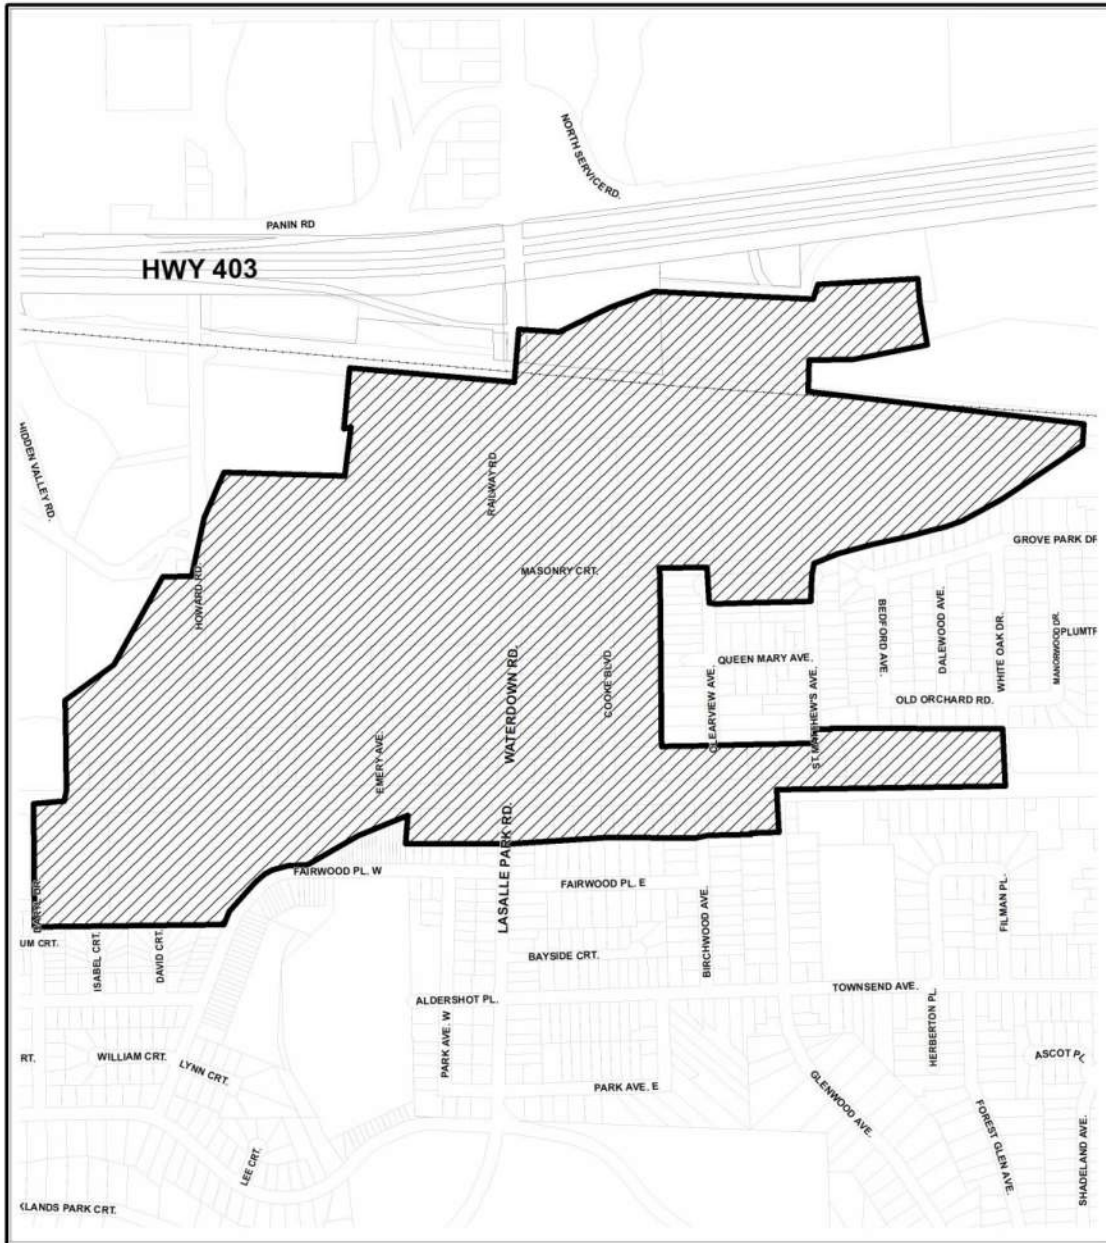 NORTH SERVICE RD.
PANIN RD
HWY 403
HIDDEN VALLEY RD.
RAILWAY RD
GROVE PARK DR
HOWARD RD.
MASONRY CRT.
BEDFORD AVE.
DALEWOOD AVE.
WHITE OAK DR.
MANORWOOD DR.
PLUMTR
QUEEN MARY AVE.
WATERDOWN RD.
COOKE BLVD.
CLEARVIEW AVE.
ST. MATTHEW'S AVE.
OLD ORCHARD RD.
EMERY AVE.
LASALLE PARK RD.
FAIRWOOD PL. W
FAIRWOOD PL. E
BIRCHWOOD AVE.
FILMAN PL.
UM CRT.
ISABEL CRT.
DAVID CRT.
BAYSIDE CRT.
ALDERSHOT PL.
TOWNSEND AVE.
PARK AVE. W
HERBERTON PL.
RT.
WILLIAM CRT.
LYNN CRT.
ASCOT PL
PARK AVE. E
GLENWOOD AVE.
FOREST GLEN AVE.
SHADELAND AVE.
LEE CRT.
KLANDS PARK CRT.